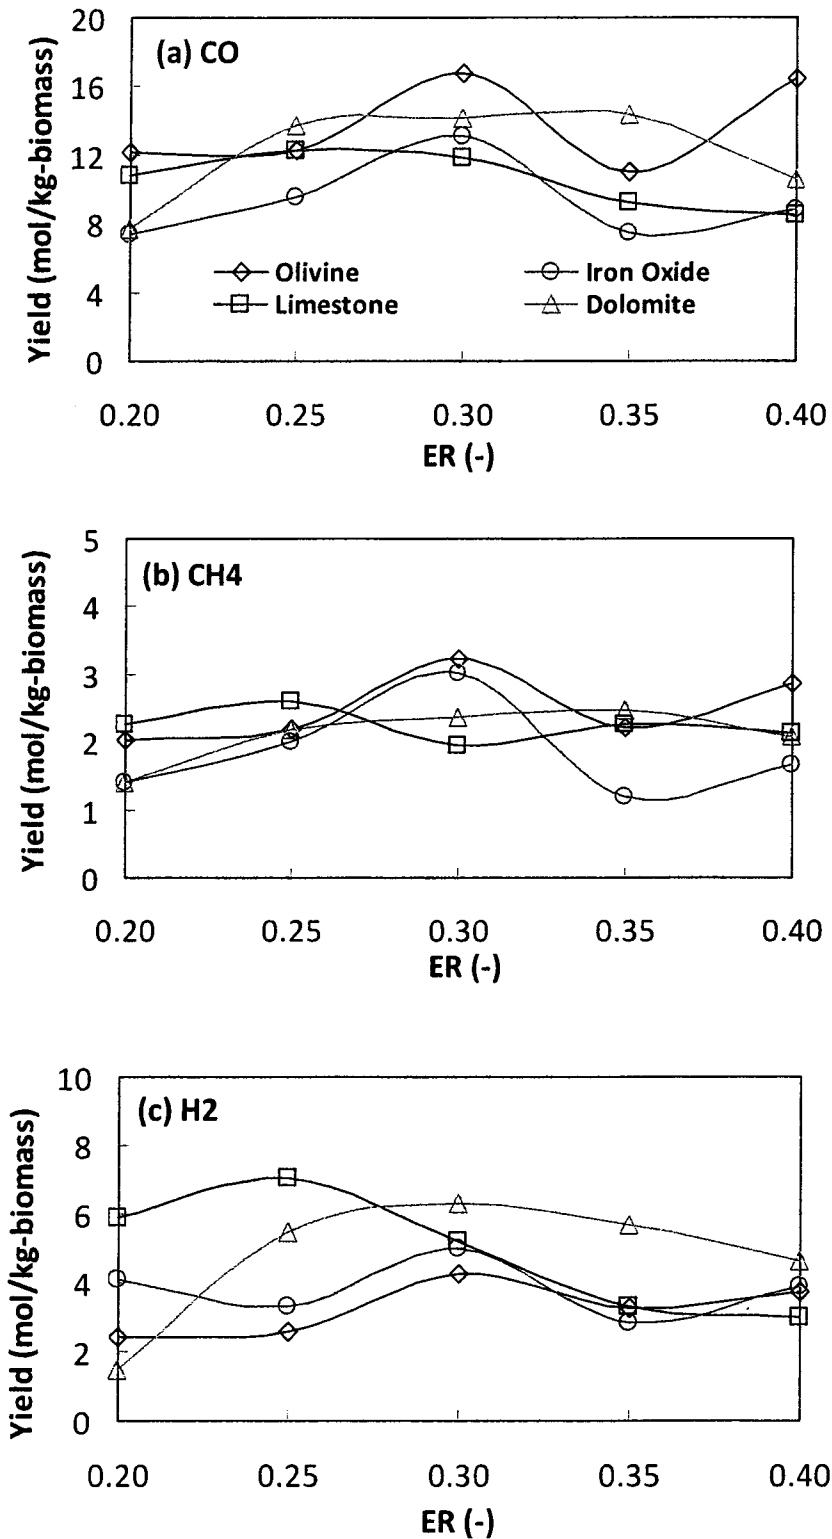 (a) CO
20
16
12
8
4
0
Yield (mol/kg-biomass)
Olivine
Iron Oxide
Limestone
Dolomite
0.20 0.25 0.30 0.35 0.40
ER (-)
(b) CH4
5
4
3
2
1
0
Yield (mol/kg-biomass)
0.20 0.25 0.30 0.35 0.40
ER (-)
(c) H2
10
8
6
4
2
0
Yield (mol/kg-biomass)
0.20 0.25 0.30 0.35 0.40
ER (-)